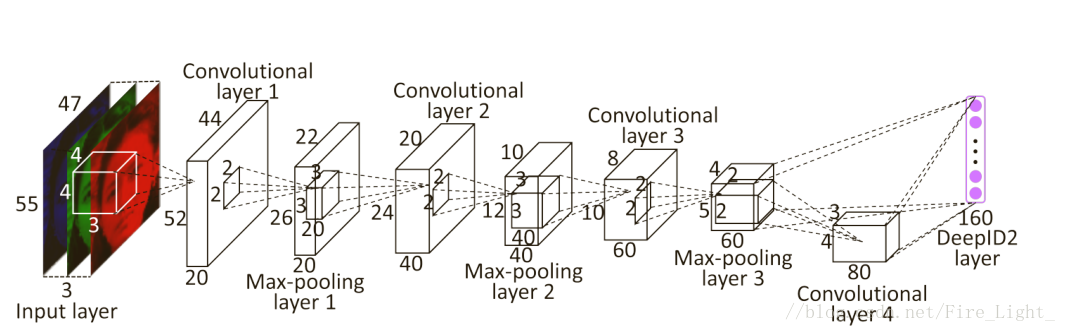 47
4
4
3
55
3
Input layer
Convolutional
layer 1
44
2
2
52
20
22
3
3
20
26
20
Max-pooling
layer 1
Convolutional
layer 2
20
2
2
24
40
10
3
3
40
12
40
Max-pooling
layer 2
Convolutional
layer 3
8
2
2
10
60
4
2
2
5
60
Max-pooling
layer 3
3
4
80
Convolutional
layer 4
160
DeepID2
layer
//blog.csdn.net/Fire_Light_